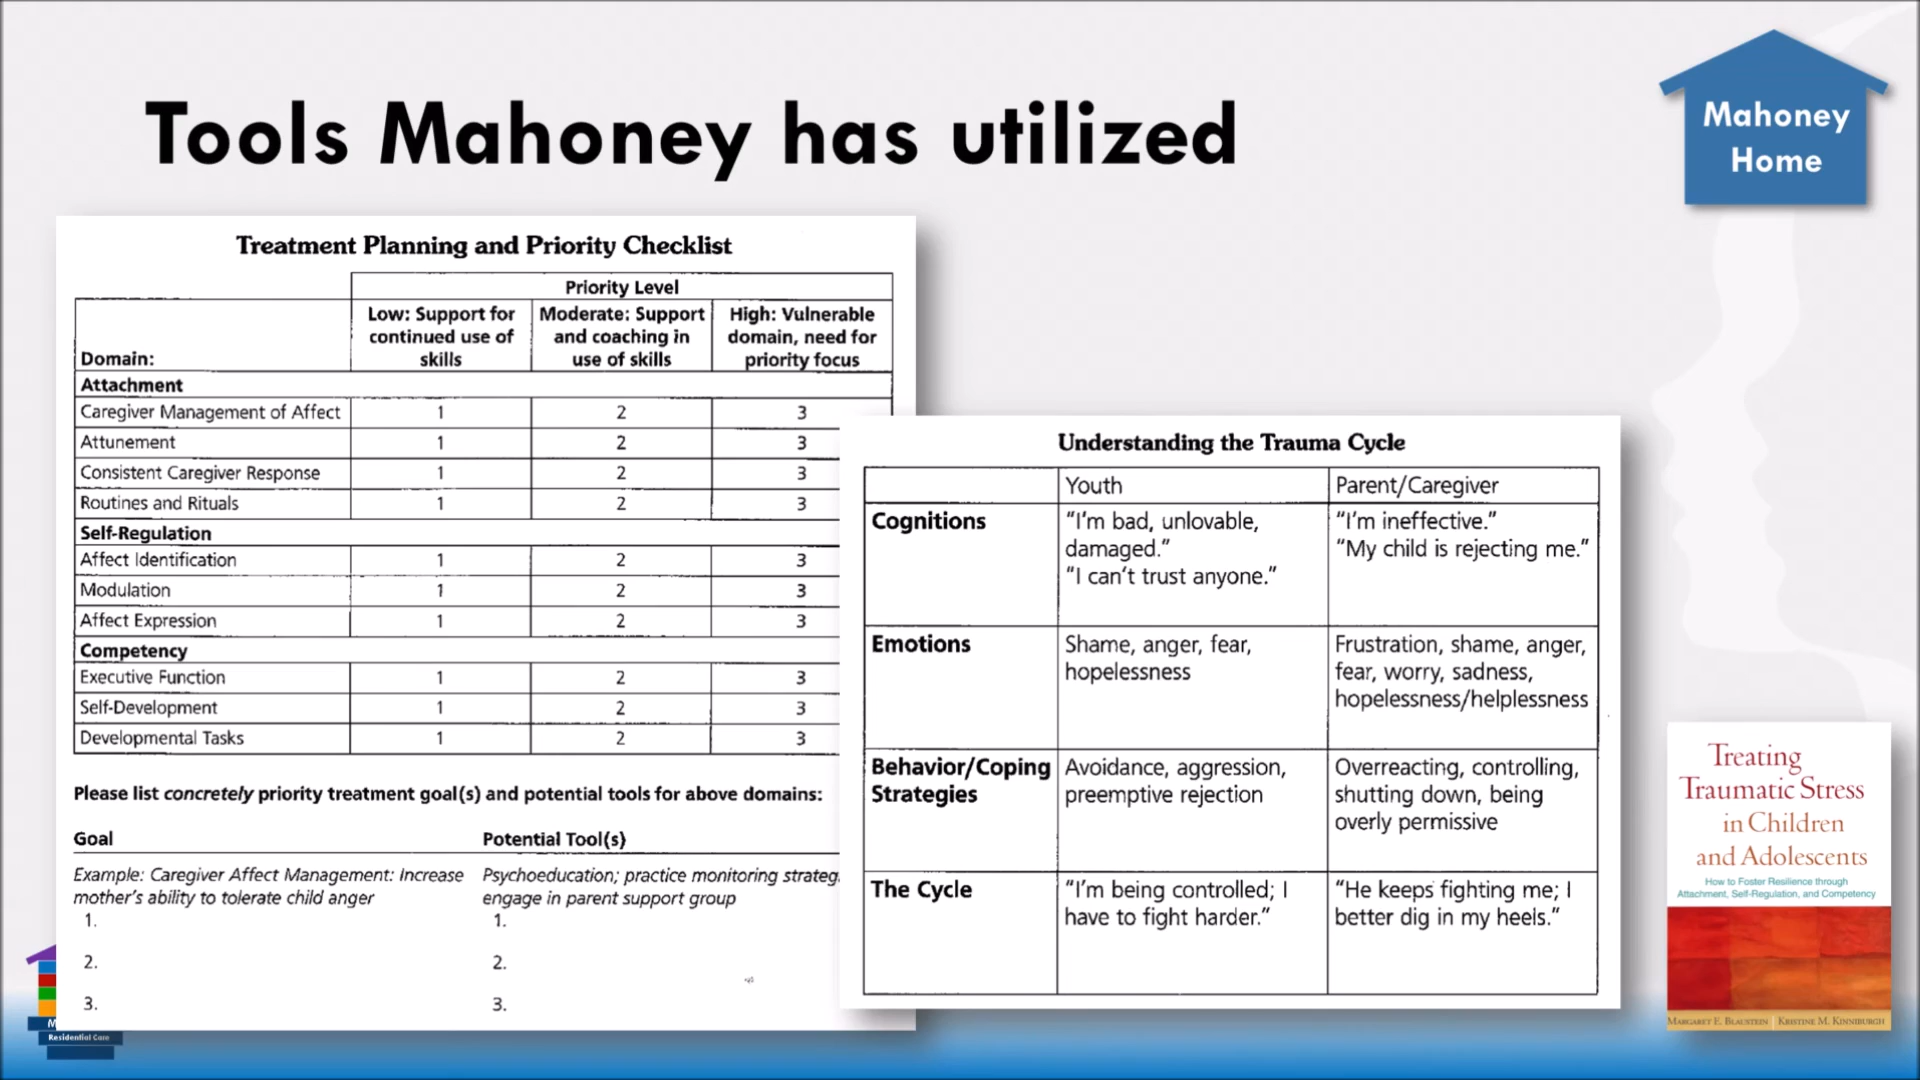 Tools Mahoney has utilized
Mahoney
Home
Treatment Planning and Priority Checklist
Priority Level
Domain:
Low: Support for
continued use of
skills
Moderate: Support
and coaching in
use of skills
High: Vulnerable
domain, need for
priority focus
Attachment
Caregiver Management of Affect 1 2 3
Attunement 1 2 3
Consistent Caregiver Response 1 2 3
Routines and Rituals 1 2 3
Self-Regulation
Affect Identification 1 2 3
Modulation 1 2 3
Affect Expression 1 2 3
Competency
Executive Function 1 2 3
Self-Development 1 2 3
Developmental Tasks 1 2 3
Please list concretely priority treatment goal(s) and potential tools for above domains:
Goal
Potential Tool(s)
Example: Caregiver Affect Management: Increase
mother’s ability to tolerate child anger
Psychoeducation; practice monitoring strateg
engage in parent support group
1. 1.
2. 2.
3. 3.
Understanding the Trauma Cycle
Youth
Parent/Caregiver
Cognitions
“I’m bad, unlovable,
damaged.”
“I can’t trust anyone.”
“I’m ineffective.”
“My child is rejecting me.”
Emotions
Shame, anger, fear,
hopelessness
Frustration, shame, anger,
fear, worry, sadness,
hopelessness/helplessness
Behavior/Coping
Strategies
Avoidance, aggression,
preemptive rejection
Overreacting, controlling,
shutting down, being
overly permissive
The Cycle
“I’m being controlled; I
have to fight harder.”
“He keeps fighting me; I
better dig in my heels.”
Treating
Traumatic Stress
in Children
and Adolescents
How to Foster Resilience through
Attachment, Self-Regulation, and Competency
Margaret E. Blaustein | Kristine M. Kinniburgh
M
Residential Care